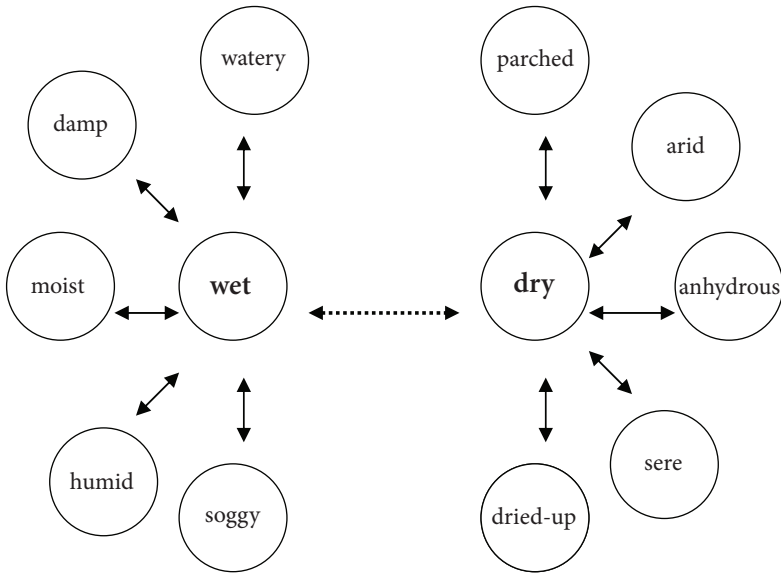 watery
parched
damp
arid
moist
wet
dry
anhydrous
humid
soggy
dried-up
sere